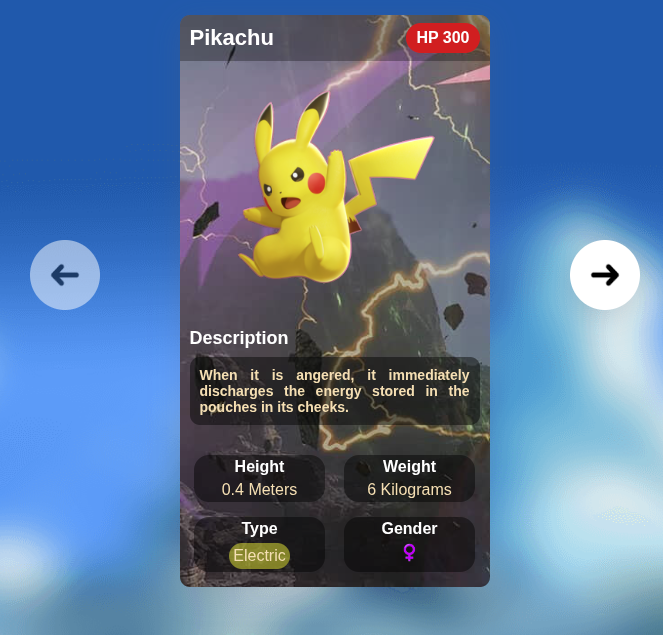 Pikachu
HP 300
Description
When it is angered, it immediately
discharges the energy stored in the
pouches in its cheeks.
Height
0.4 Meters
Weight
6 Kilograms
Type
Electric
Gender
♀